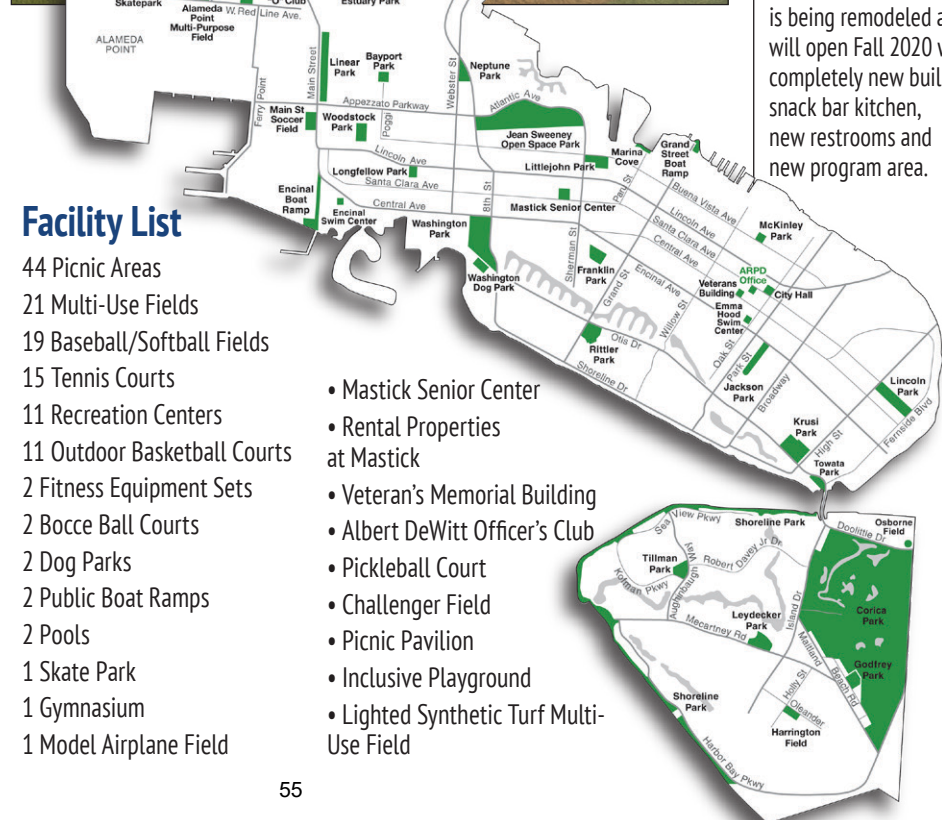 Skatepark
Alameda
Point
Multi-Purpose
Field
W. Red Line Ave.
Club
Estuary Park
ALAMEDA
POINT
Main Street
Linear
Park
Bayport
Park
Webster St
Neptune
Park
Ferry Point
Appezzato Parkway
Atlantic Ave
Main St
Soccer
Field
Woodstock
Park
Poggi
Jean Sweeney
Open Space Park
Marina
Cove
Grand
Street
Boat
Ramp
Lincoln Ave
Longfellow Park
Littlejohn Park
Santa Clara Ave
Paru St
Buena Vista Ave
Encinal
Boat
Ramp
Encinal
Swim Center
Central Ave
8th St
Mastick Senior Center
Lincoln Ave
Santa Clara Ave
Central Ave
McKinley
Park
Washington
Park
Sherman St
Washington
Dog Park
Franklin
Park
Grand St
Encinal Ave
ARPD
Office
Veterans
Building
City Hall
Emma
Hood
Swim
Center
Willow St
Otis Dr
Rittler
Park
Shoreline Dr
Oak St
Park St
Jackson
Park
Broadway
Lincoln
Park
Fernside Blvd
Krusi
Park
High St
Towata
Park
Sea View Pkwy
Shoreline Park
Doolittle Dr
Osborne
Field
Tillman
Park
Aughinbaugh Way
Robert Davey Jr Dr
Kofman Pkwy
Island Dr
Corica
Park
Leydecker
Park
Mecartney Rd
Maitland
Beach Rd
Godfrey
Park
Holly St
Oleander
Shoreline
Park
Harrington
Field
Harbor Bay Pkwy
is being remodeled a
will open Fall 2020 w
completely new buil
snack bar kitchen,
new restrooms and
new program area.
Facility List
44 Picnic Areas
21 Multi-Use Fields
19 Baseball/Softball Fields
15 Tennis Courts
11 Recreation Centers
11 Outdoor Basketball Courts
2 Fitness Equipment Sets
2 Bocce Ball Courts
2 Dog Parks
2 Public Boat Ramps
2 Pools
1 Skate Park
1 Gymnasium
1 Model Airplane Field
• Mastick Senior Center
• Rental Properties
at Mastick
• Veteran's Memorial Building
• Albert DeWitt Officer's Club
• Pickleball Court
• Challenger Field
• Picnic Pavilion
• Inclusive Playground
• Lighted Synthetic Turf Multi-
Use Field
55